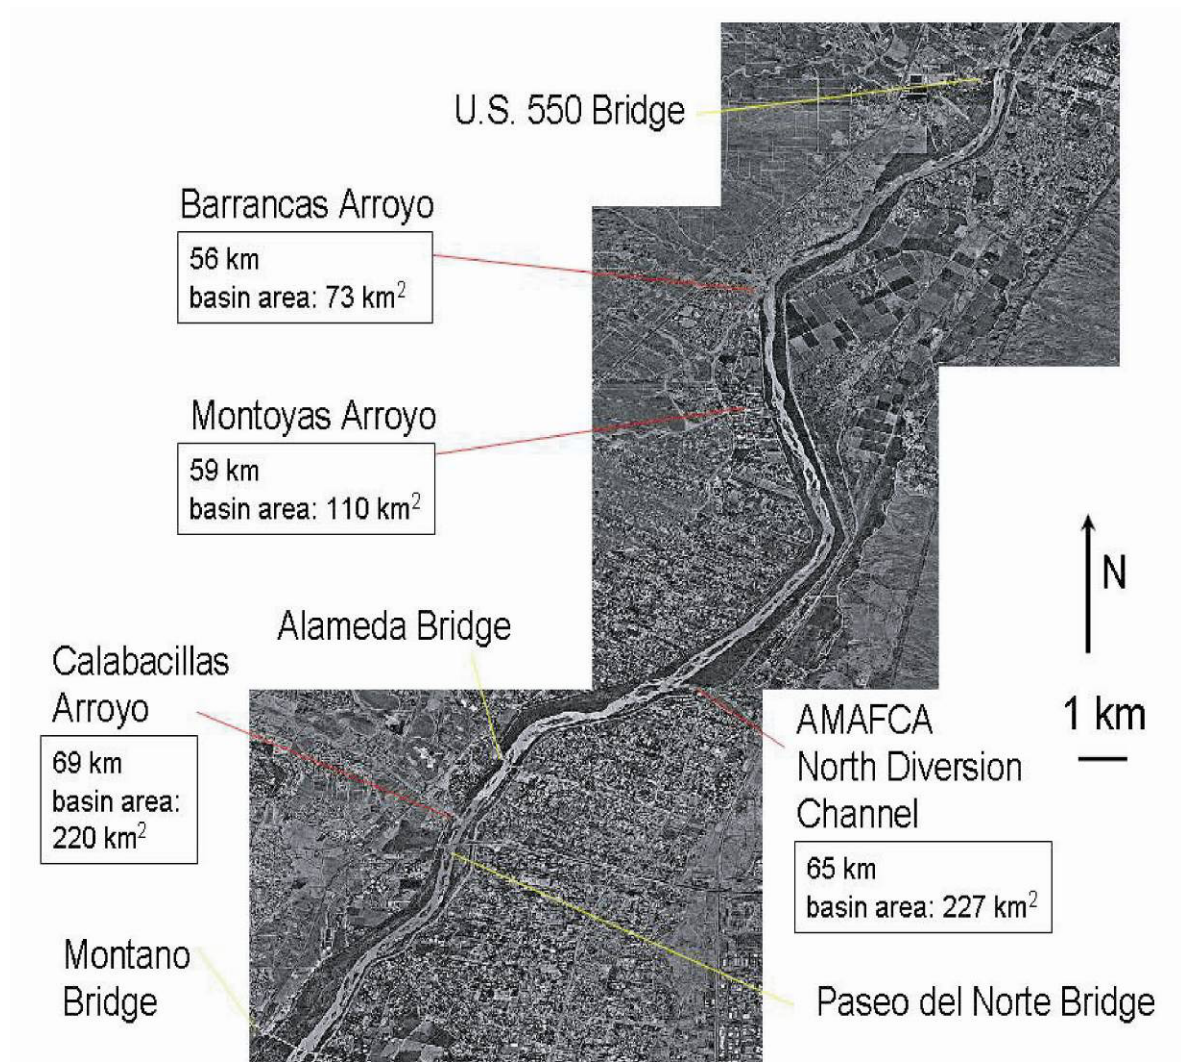 U.S. 550 Bridge
Barrancas Arroyo
56 km
basin area: 73 km²
Montoyas Arroyo
59 km
basin area: 110 km²
N
1 km
Alameda Bridge
Calabacillas
Arroyo
69 km
basin area:
220 km²
AMAFCA
North Diversion
Channel
65 km
basin area: 227 km²
Montano
Bridge
Paseo del Norte Bridge